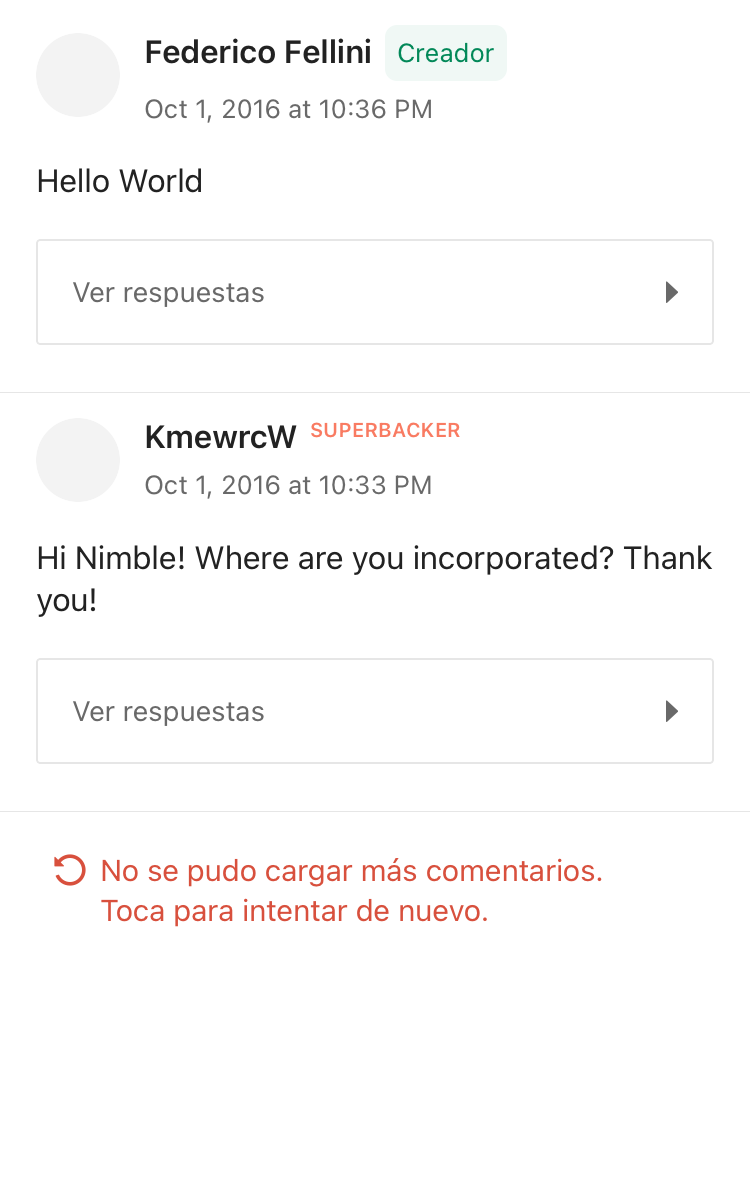 Federico Fellini Creador
Oct 1, 2016 at 10:36 PM
Hello World
Ver respuestas
KmewrcW SUPERBACKER
Oct 1, 2016 at 10:33 PM
Hi Nimble! Where are you incorporated? Thank
you!
Ver respuestas
No se pudo cargar más comentarios.
Toca para intentar de nuevo.